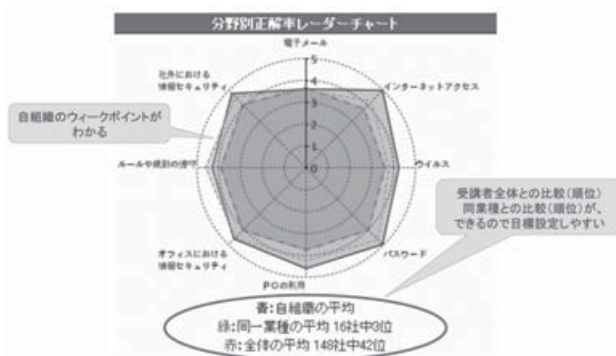 分野別正解率レーダーチャート
電子メール
社外における
情報セキュリティ
インターネットアクセス
自組織のウィークポイントが
わかる
5
4
3
2
1
0
ルールや規則の遵守
ウイルス
受講者全体との比較(順位)
同業種との比較(順位)が、
できるので目標設定しやすい
オフィスにおける
情報セキュリティ
パスワード
PCの利用
青:自組織の平均
緑:同一業種の平均 16社中3位
赤:全体の平均 148社中42位